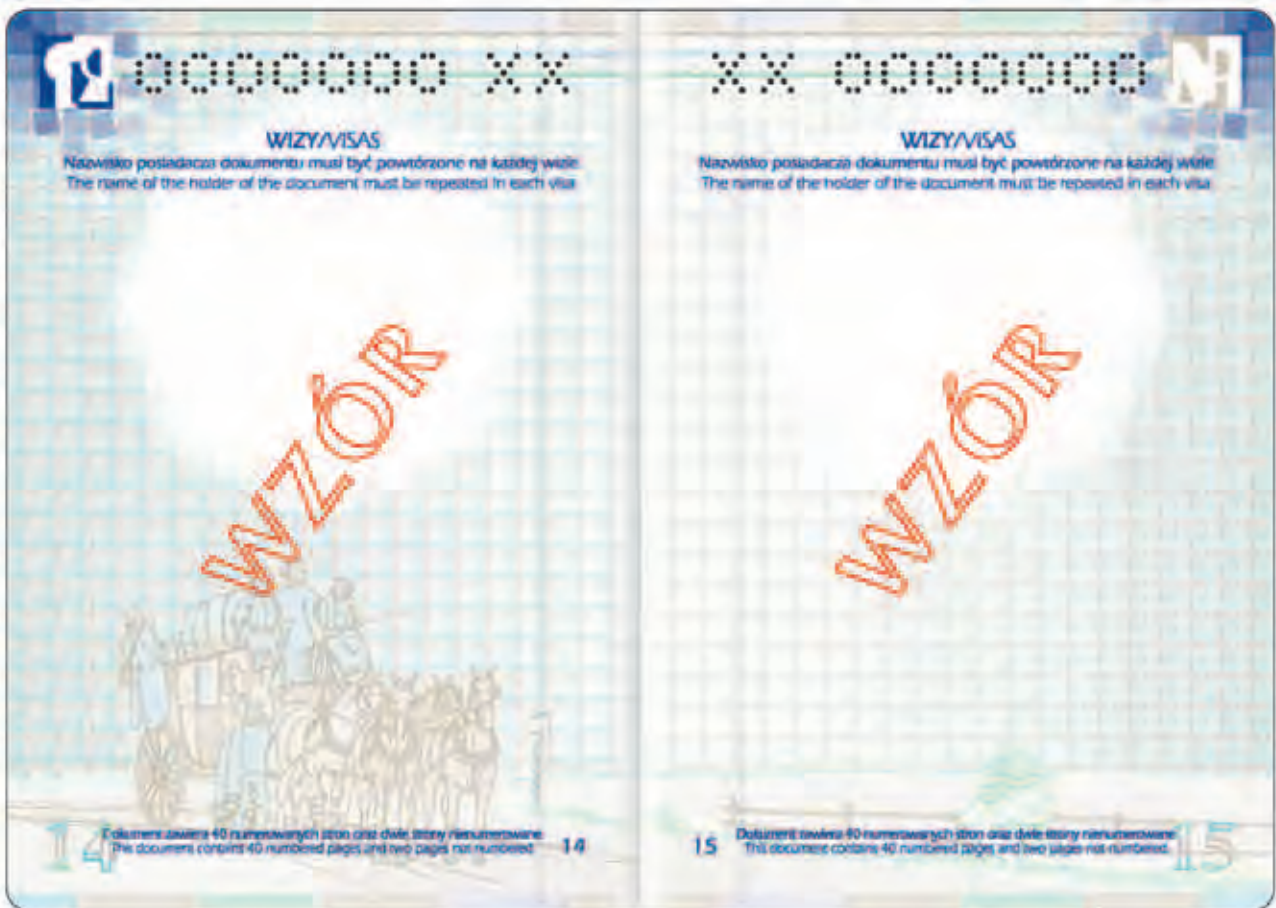 0000000 XX
WIZY/VISAS
Nazwisko posiadacza dokumentu musi być powtórzone na każdej wizie
The name of the holder of the document must be repeated in each visa
WZÓR
14
Dokument zawiera 40 numerowanych stron oraz dwie strony nienumerowane
This document contains 40 numbered pages and two pages not numbered
14
XX 0000000
WIZY/VISAS
Nazwisko posiadacza dokumentu musi być powtórzone na każdej wizie
The name of the holder of the document must be repeated in each visa
WZÓR
15
Dokument zawiera 40 numerowanych stron oraz dwie strony nienumerowane
This document contains 40 numbered pages and two pages not numbered
15